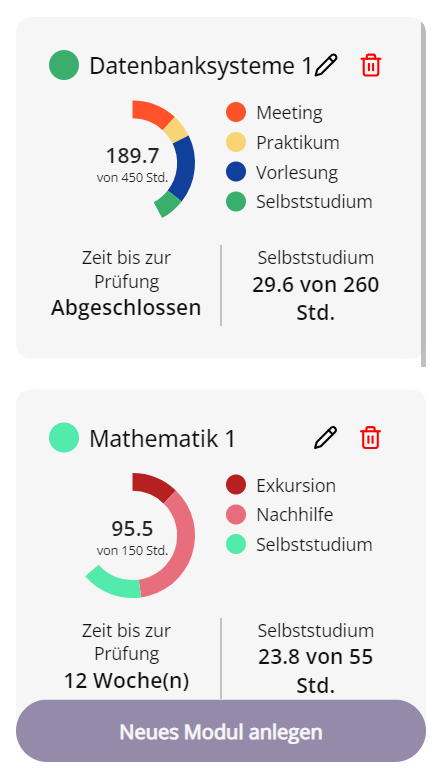 Datenbanksysteme 1
189.7
von 450 Std.
Meeting
Praktikum
Vorlesung
Selbststudium
Zeit bis zur
Prüfung
Abgeschlossen
Selbststudium
29.6 von 260
Std.
Mathematik 1
95.5
von 150 Std.
Exkursion
Nachhilfe
Selbststudium
Zeit bis zur
Prüfung
12 Woche(n)
Selbststudium
23.8 von 55
Std.
Neues Modul anlegen